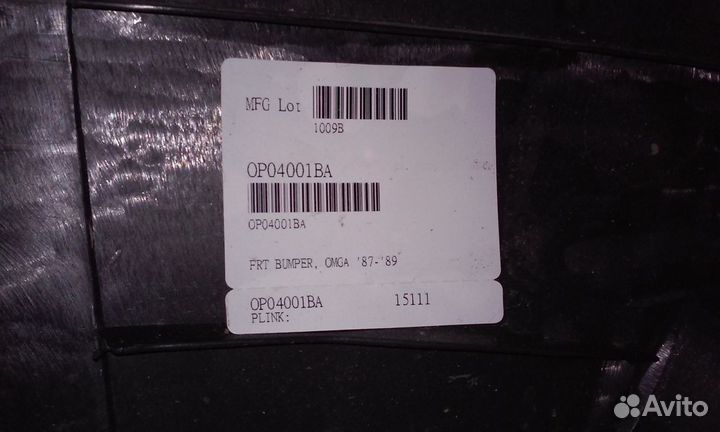 MFG Lot
1009B
OP04001BA
OP04001BA
FRT BUMPER, OMGA '87-'89
OP04001BA 15111
PLINK:
Avito